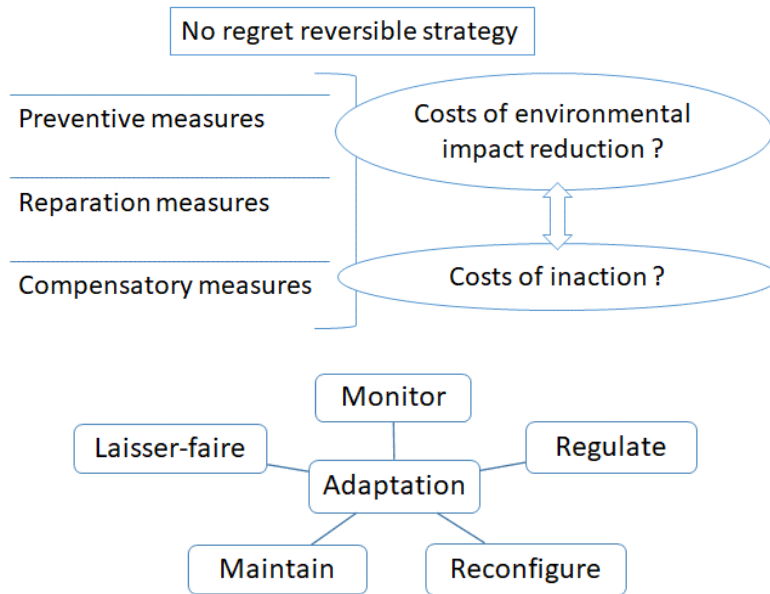 No regret reversible strategy
Preventive measures
Reparation measures
Compensatory measures
Costs of environmental
impact reduction ?
Costs of inaction ?
Monitor
Laisser-faire
Regulate
Adaptation
Maintain
Reconfigure